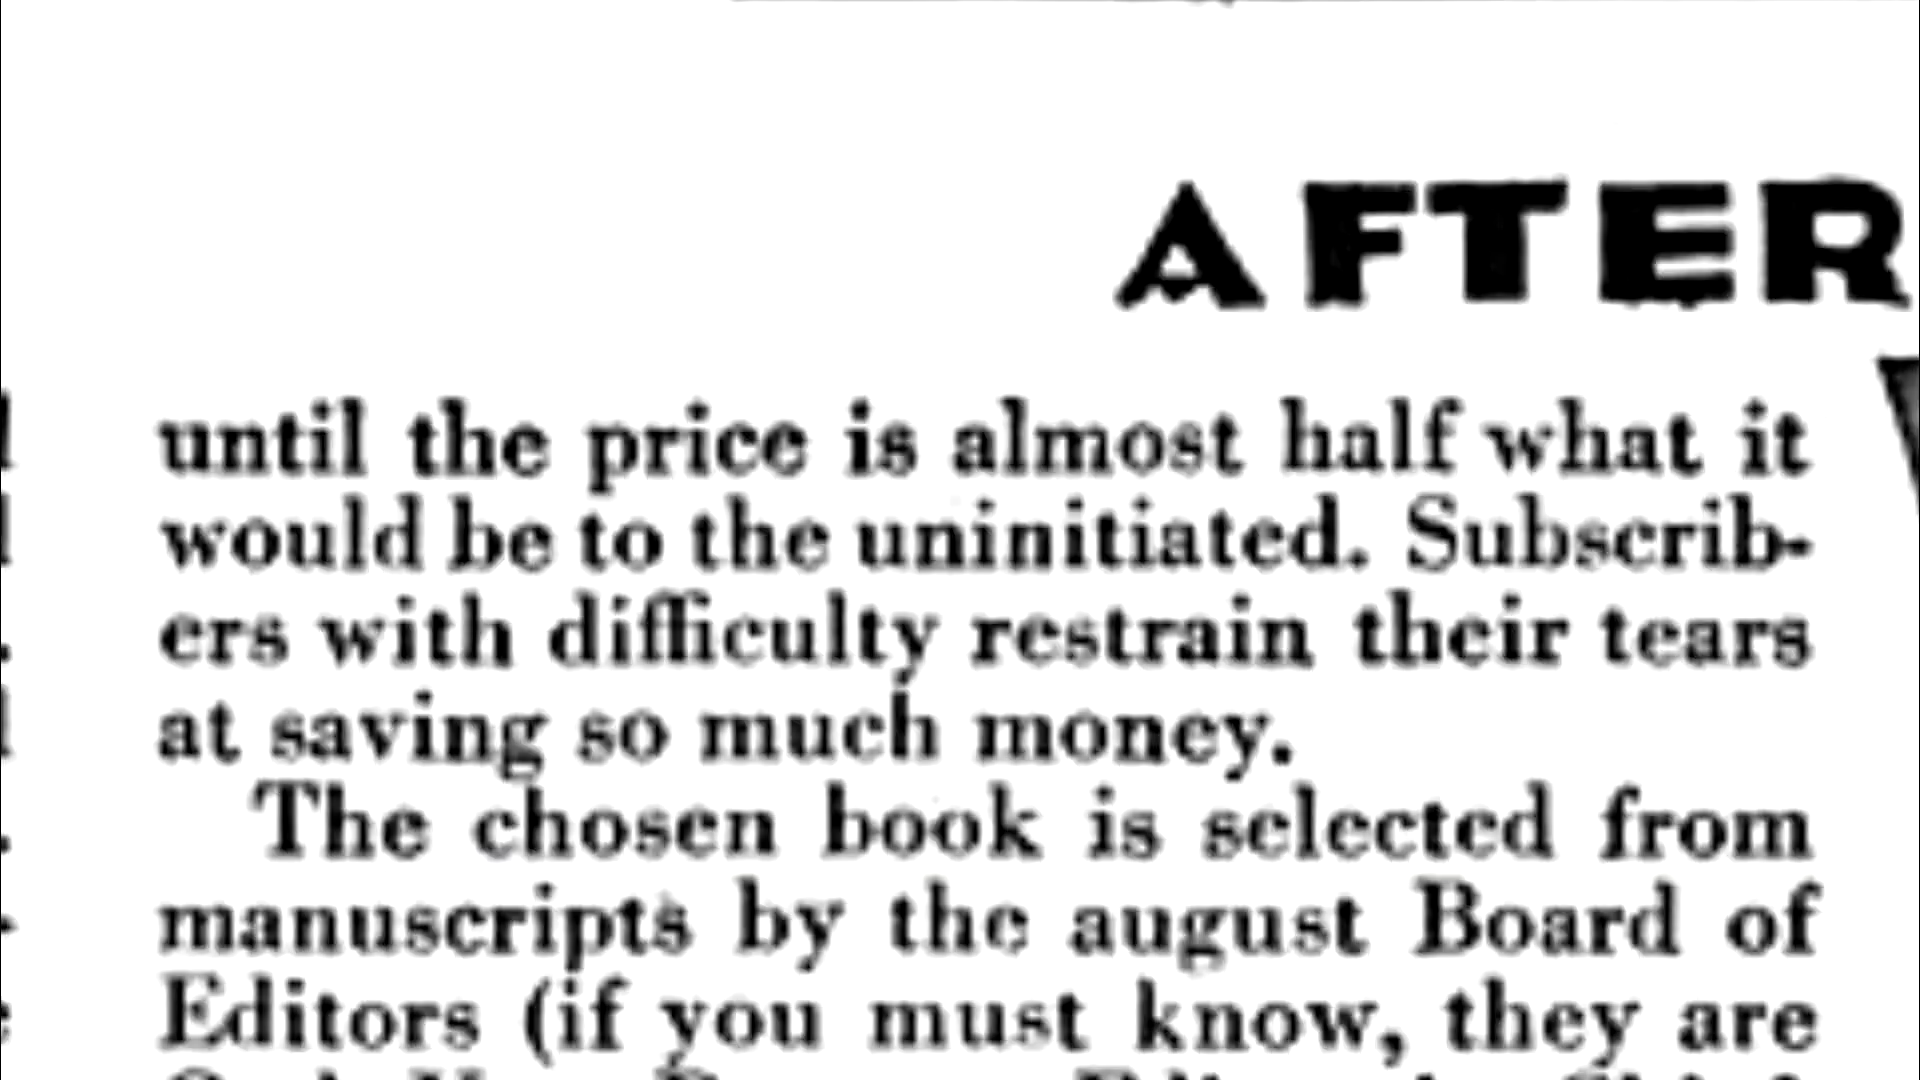 AFTER
until the price is almost half what it
would be to the uninitiated. Subscrib-
ers with difficulty restrain their tears
at saving so much money.
The chosen book is selected from
manuscripts by the august Board of
Editors (if you must know, they are